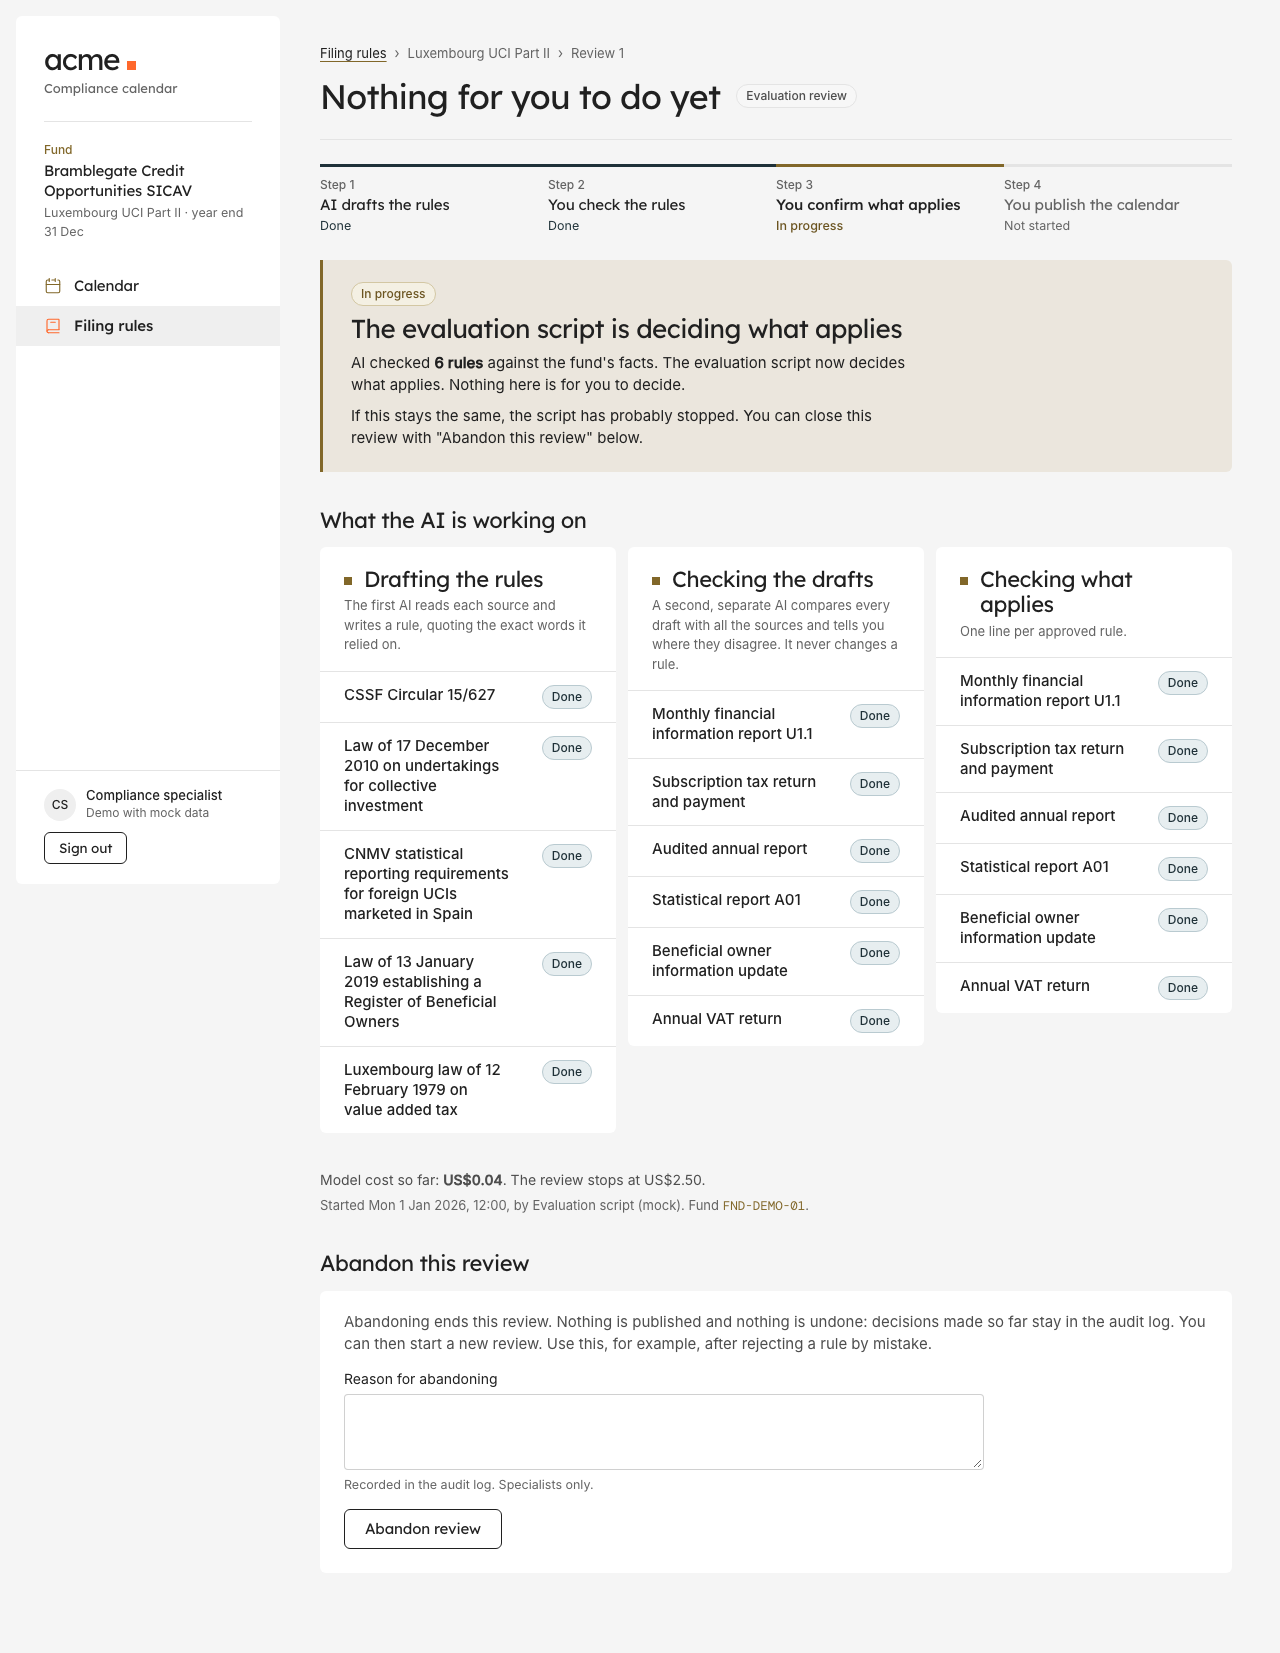 acme
Compliance calendar
Fund
Bramblegate Credit
Opportunities SICAV
Luxembourg UCI Part II · year end
31 Dec
Calendar
Filing rules
CS
Compliance specialist
Demo with mock data
Sign out
Filing rules › Luxembourg UCI Part II › Review 1
Nothing for you to do yet
Evaluation review
Step 1
AI drafts the rules
Done
Step 2
You check the rules
Done
Step 3
You confirm what applies
In progress
Step 4
You publish the calendar
Not started
In progress
The evaluation script is deciding what applies
AI checked 6 rules against the fund's facts. The evaluation script now decides
what applies. Nothing here is for you to decide.
If this stays the same, the script has probably stopped. You can close this
review with "Abandon this review" below.
What the AI is working on
Drafting the rules
The first AI reads each source and
writes a rule, quoting the exact words it
relied on.
CSSF Circular 15/627
Done
Law of 17 December
2010 on undertakings
for collective
investment
Done
CNMV statistical
reporting requirements
for foreign UCIs
marketed in Spain
Done
Law of 13 January
2019 establishing a
Register of Beneficial
Owners
Done
Luxembourg law of 12
February 1979 on
value added tax
Done
Checking the drafts
A second, separate AI compares every
draft with all the sources and tells you
where they disagree. It never changes a
rule.
Monthly financial
information report U1.1
Done
Subscription tax return
and payment
Done
Audited annual report
Done
Statistical report A01
Done
Beneficial owner
information update
Done
Annual VAT return
Done
Checking what
applies
One line per approved rule.
Monthly financial
information report U1.1
Done
Subscription tax return
and payment
Done
Audited annual report
Done
Statistical report A01
Done
Beneficial owner
information update
Done
Annual VAT return
Done
Model cost so far: US$0.04. The review stops at US$2.50.
Started Mon 1 Jan 2026, 12:00, by Evaluation script (mock). Fund FND-DEMO-01.
Abandon this review
Abandoning ends this review. Nothing is published and nothing is undone: decisions made so far stay in the audit log. You
can then start a new review. Use this, for example, after rejecting a rule by mistake.
Reason for abandoning
Recorded in the audit log. Specialists only.
Abandon review